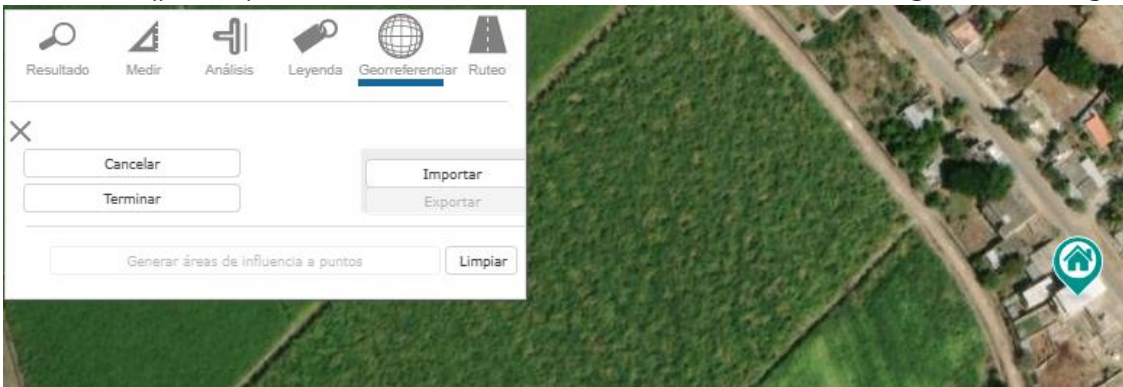 Resultado Medir Análisis Leyenda Georreferenciar Ruteo
Cancelar
Importar
Terminar
Exportar
Generar áreas de influencia a puntos
Limpiar